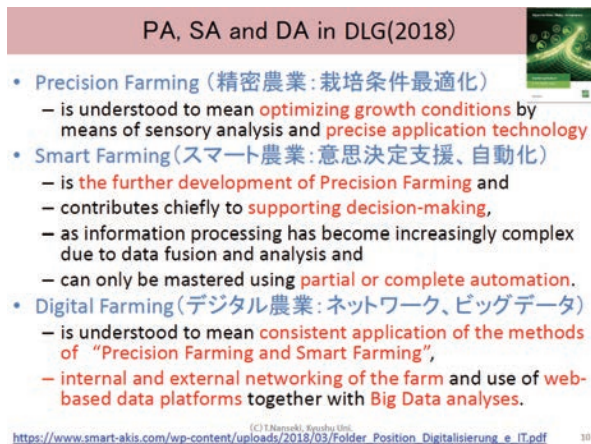 PA, SA and DA in DLG(2018)
• Precision Farming（精密農業：栽培条件最適化）
– is understood to mean optimizing growth conditions by
means of sensory analysis and precise application technology
• Smart Farming（スマート農業：意思決定支援、自動化）
– is the further development of Precision Farming and
– contributes chiefly to supporting decision-making,
– as information processing has become increasingly complex
due to data fusion and analysis and
– can only be mastered using partial or complete automation.
• Digital Farming（デジタル農業：ネットワーク、ビッグデータ）
– is understood to mean consistent application of the methods
of “Precision Farming and Smart Farming”,
– internal and external networking of the farm and use of web-
based data platforms together with Big Data analyses.
(C)T.Nanseki, Kyushu Uni.
https://www.smart-akis.com/wp-content/uploads/2018/03/Folder_Position_Digitalisierung_e_IT.pdf
10